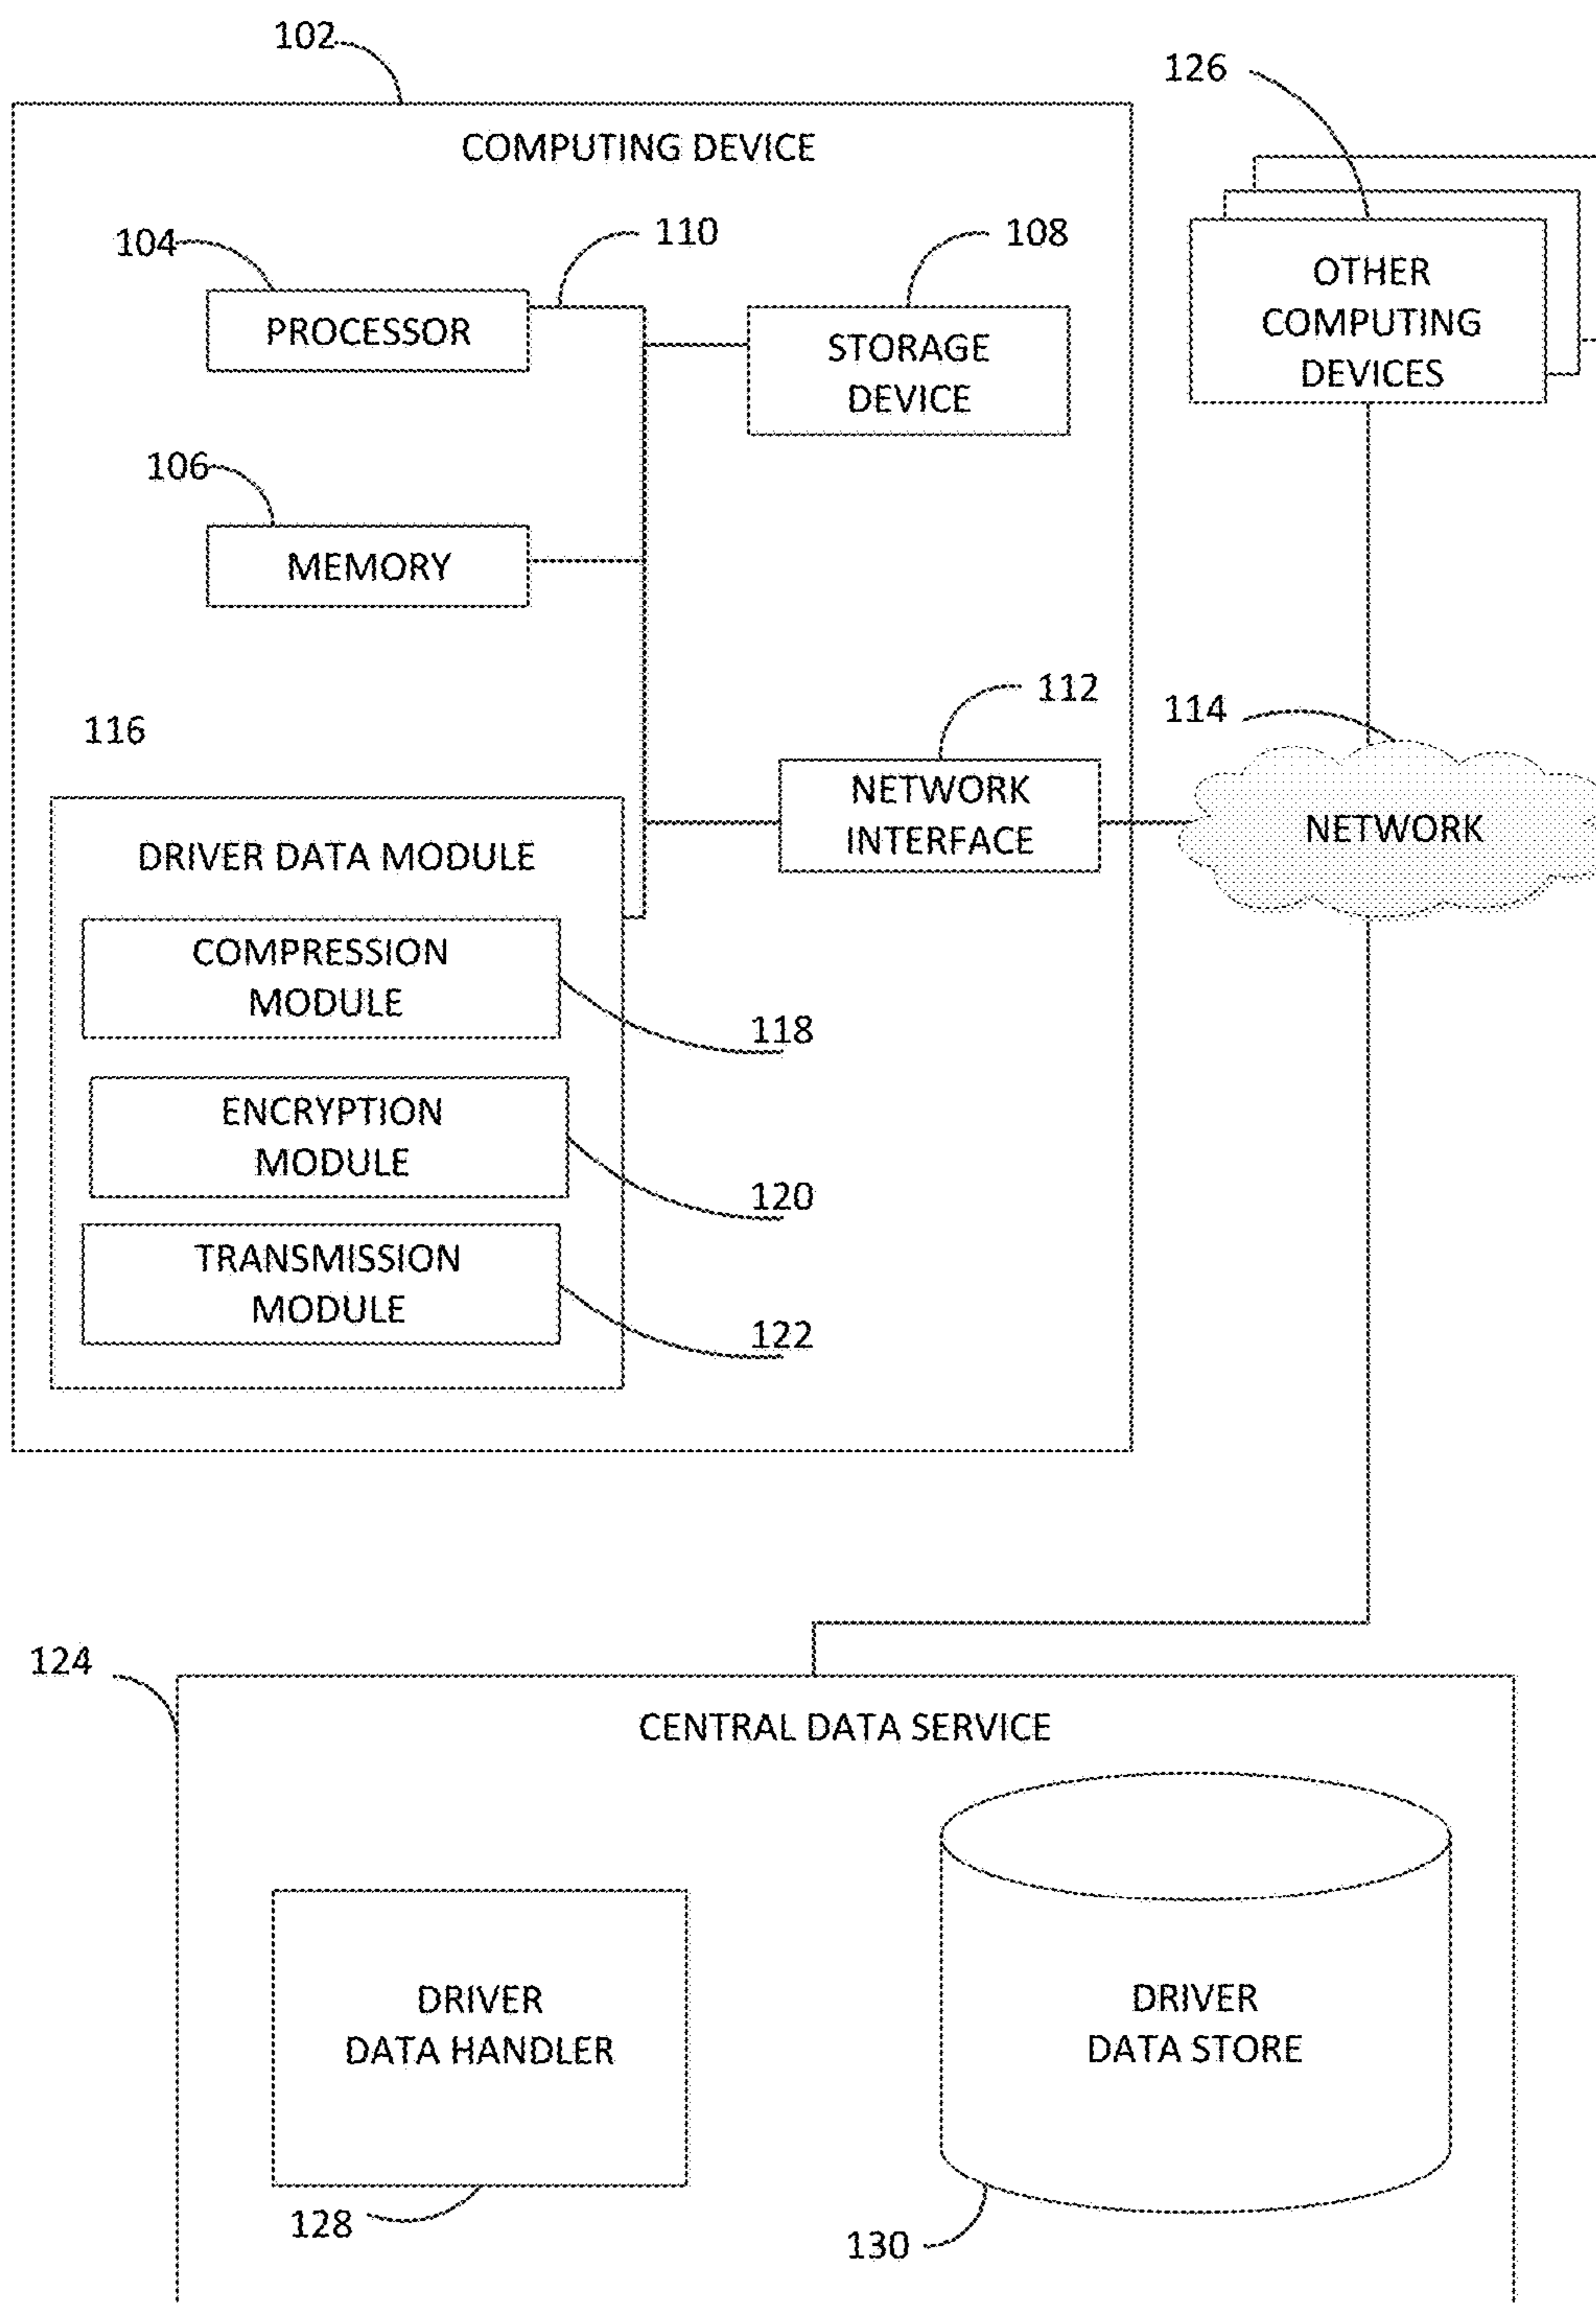 102
126
COMPUTING DEVICE
104
110
108
PROCESSOR
STORAGE
DEVICE
OTHER
COMPUTING
DEVICES
106
MEMORY
112
114
116
NETWORK
INTERFACE
NETWORK
DRIVER DATA MODULE
COMPRESSION
MODULE
118
ENCRYPTION
MODULE
120
TRANSMISSION
MODULE
122
124
CENTRAL DATA SERVICE
DRIVER
DATA HANDLER
DRIVER
DATA STORE
128
130